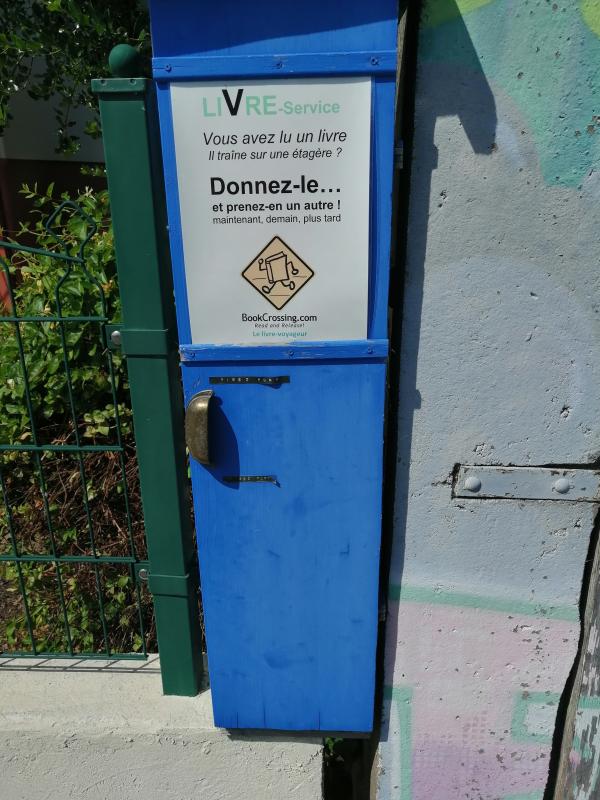 LIVRE-Service
Vous avez lu un livre
Il traîne sur une étagère ?
Donnez-le...
et prenez-en un autre !
maintenant, demain, plus tard
BookCrossing.com
Read and Release!
Le livre-voyageur
TIREZ